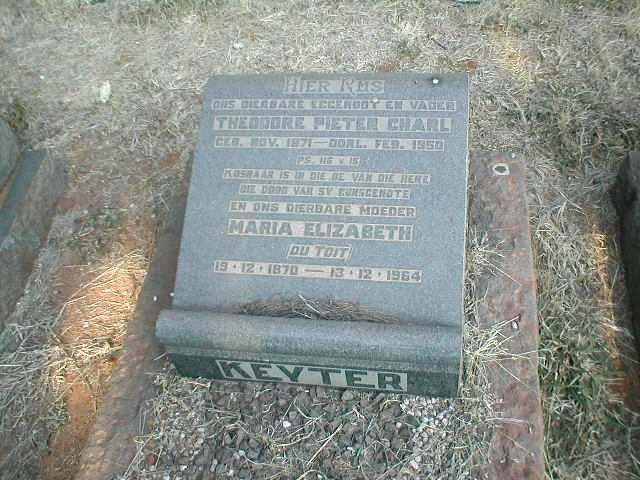 HIER RUS
ONS DIERBARE EGGENOOT EN VADER
THEODORE PIETER CHARL
GEB. NOV. 1871 — OORL. FEB. 1950
PS. 116 v 15
KOSBAAR IS IN DIE OË VAN DIE HERE
DIE DOOD VAN SY GUNSGENOTE
EN ONS DIERBARE MOEDER
MARIA ELIZABETH
(DU TOIT)
19-12-1870 — 13-12-1964
KEYTER